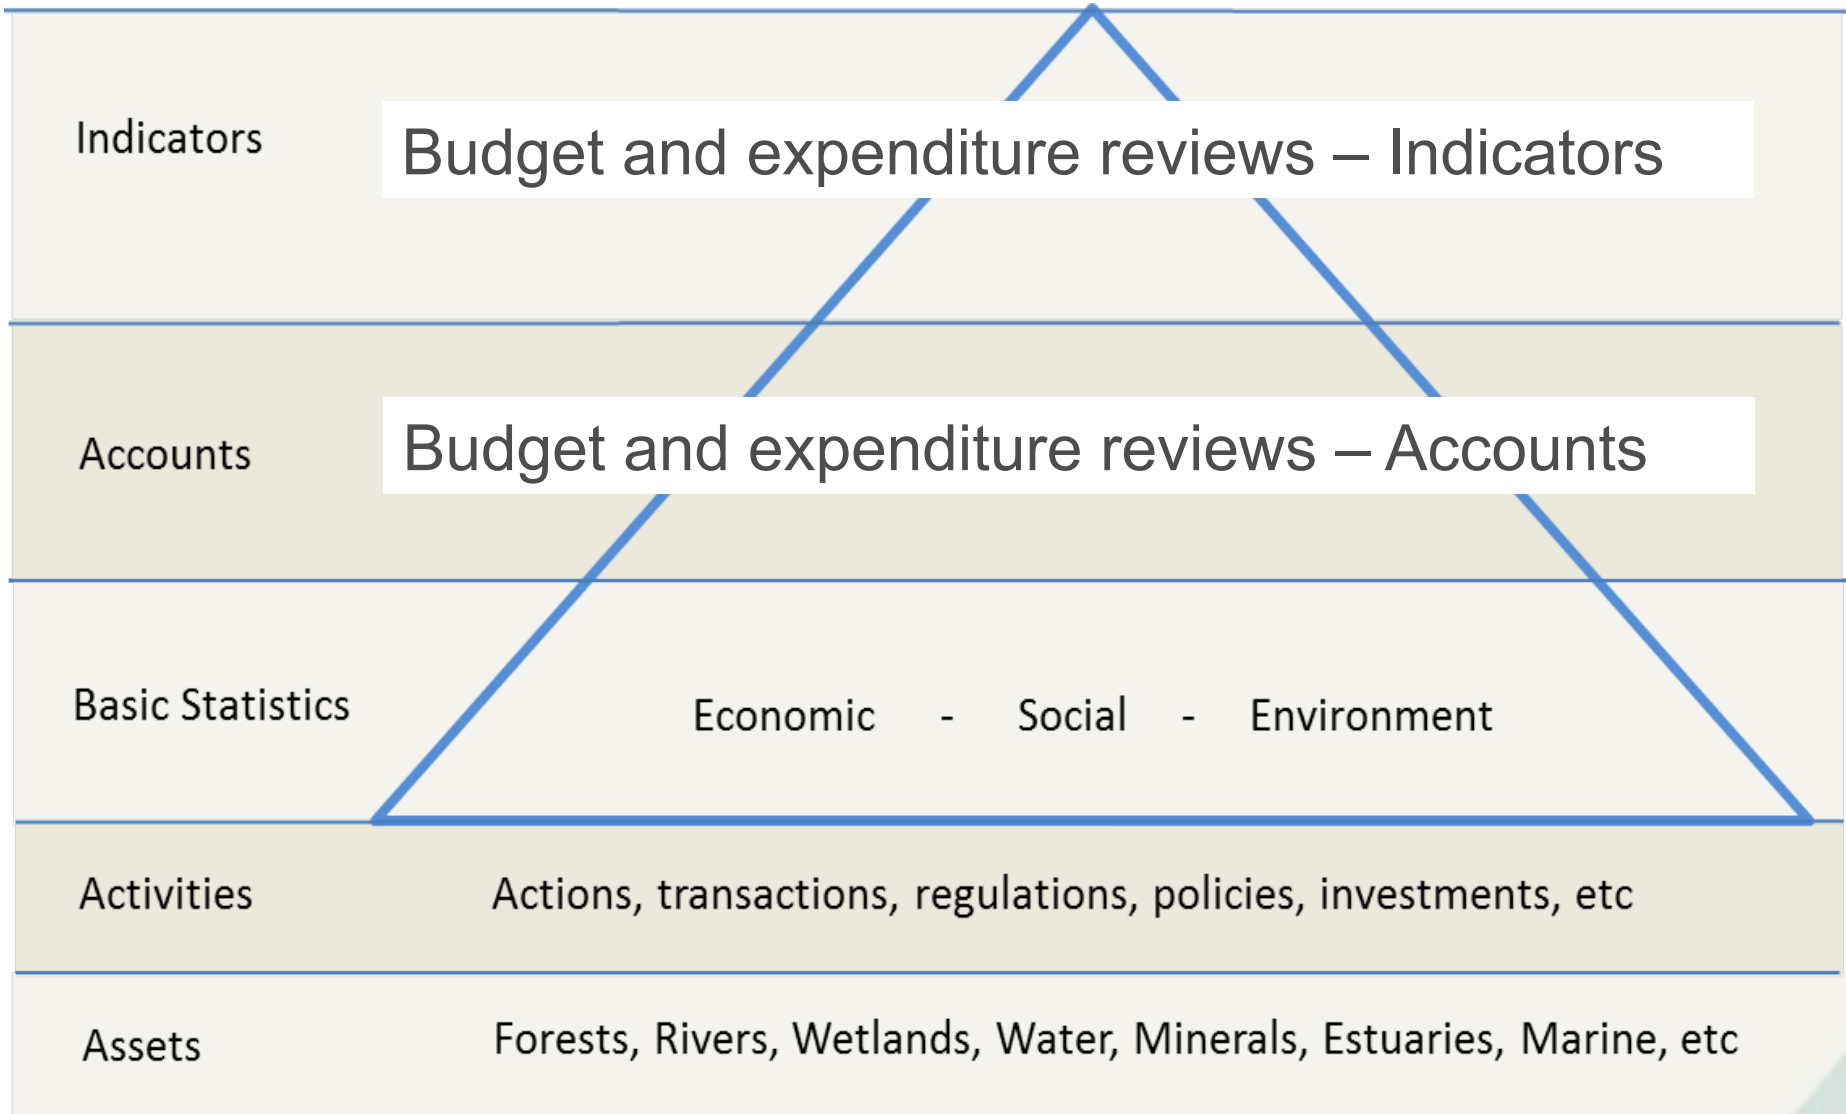 Indicators
Budget and expenditure reviews – Indicators
Accounts
Budget and expenditure reviews – Accounts
Basic Statistics
Economic - Social - Environment
Activities
Actions, transactions, regulations, policies, investments, etc
Assets
Forests, Rivers, Wetlands, Water, Minerals, Estuaries, Marine, etc